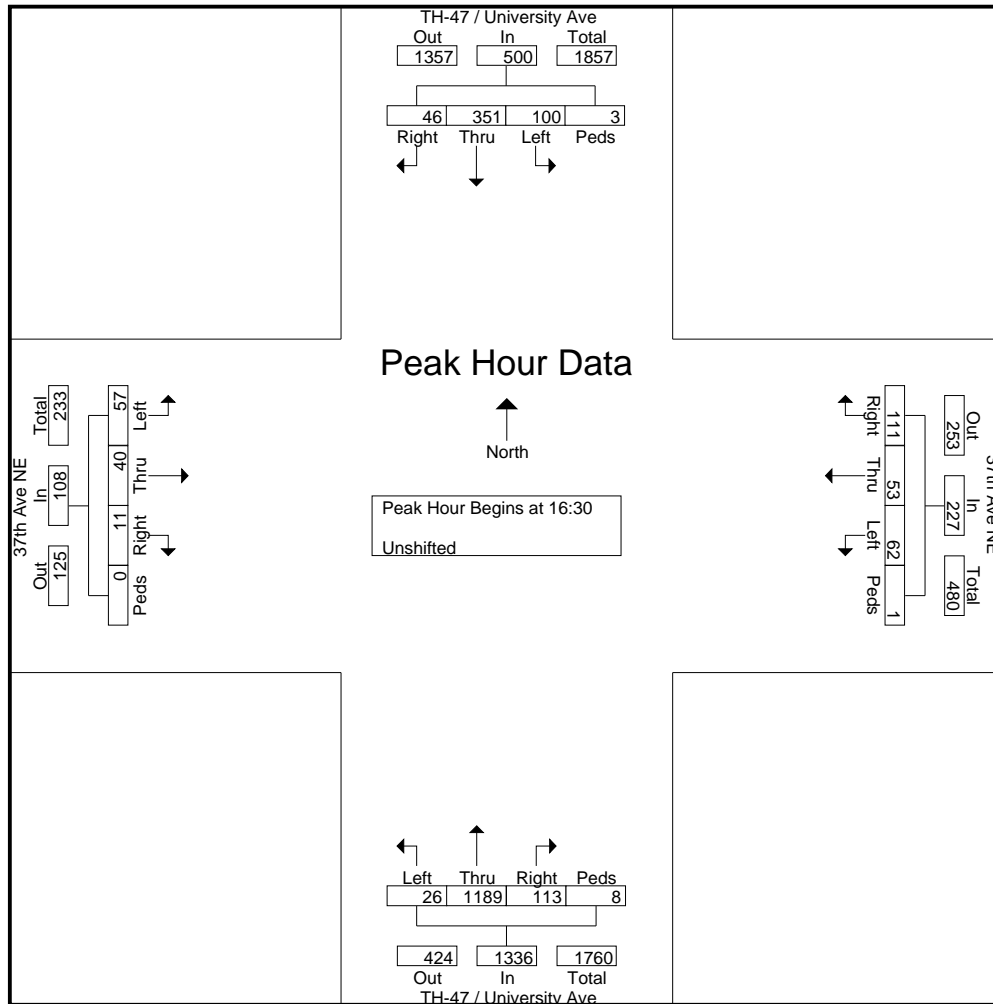 TH-47 / University Ave
Out In Total
1357 500 1857
46 351 100 3
Right Thru Left Peds
Peak Hour Data
North
Peak Hour Begins at 16:30
Unshifted
37th Ave NE
Total In Out
233 108 125
57 40 11 0
Left Thru Right Peds
Right Thru Left Peds
111 53 62 1
Out In Total
253 227 480
37th Ave NE
Left Thru Right Peds
26 1189 113 8
424 1336 1760
Out In Total
TH-47 / University Ave